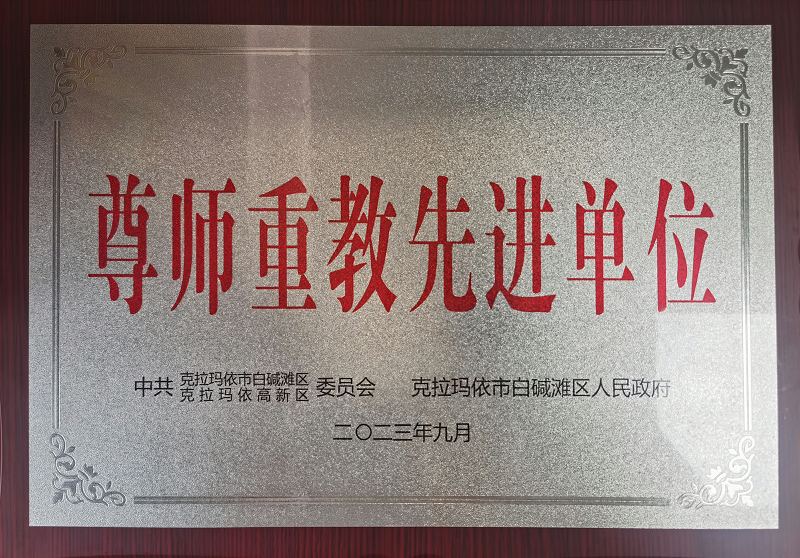 尊师重教先进单位
中共 克拉玛依市白碱滩区 克拉玛依高新区 委员会 克拉玛依市白碱滩区人民政府
二〇二三年九月